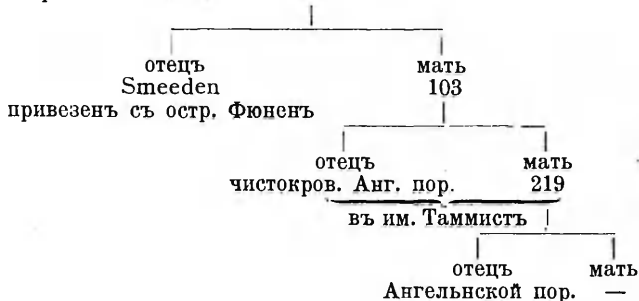 отецъ мать
Smeeden 103
привезенъ съ остр. Фюненъ
отецъ мать
чистокров. Анг. пор. 219
въ им. Таммистъ
отецъ мать
Ангельнской пор. —